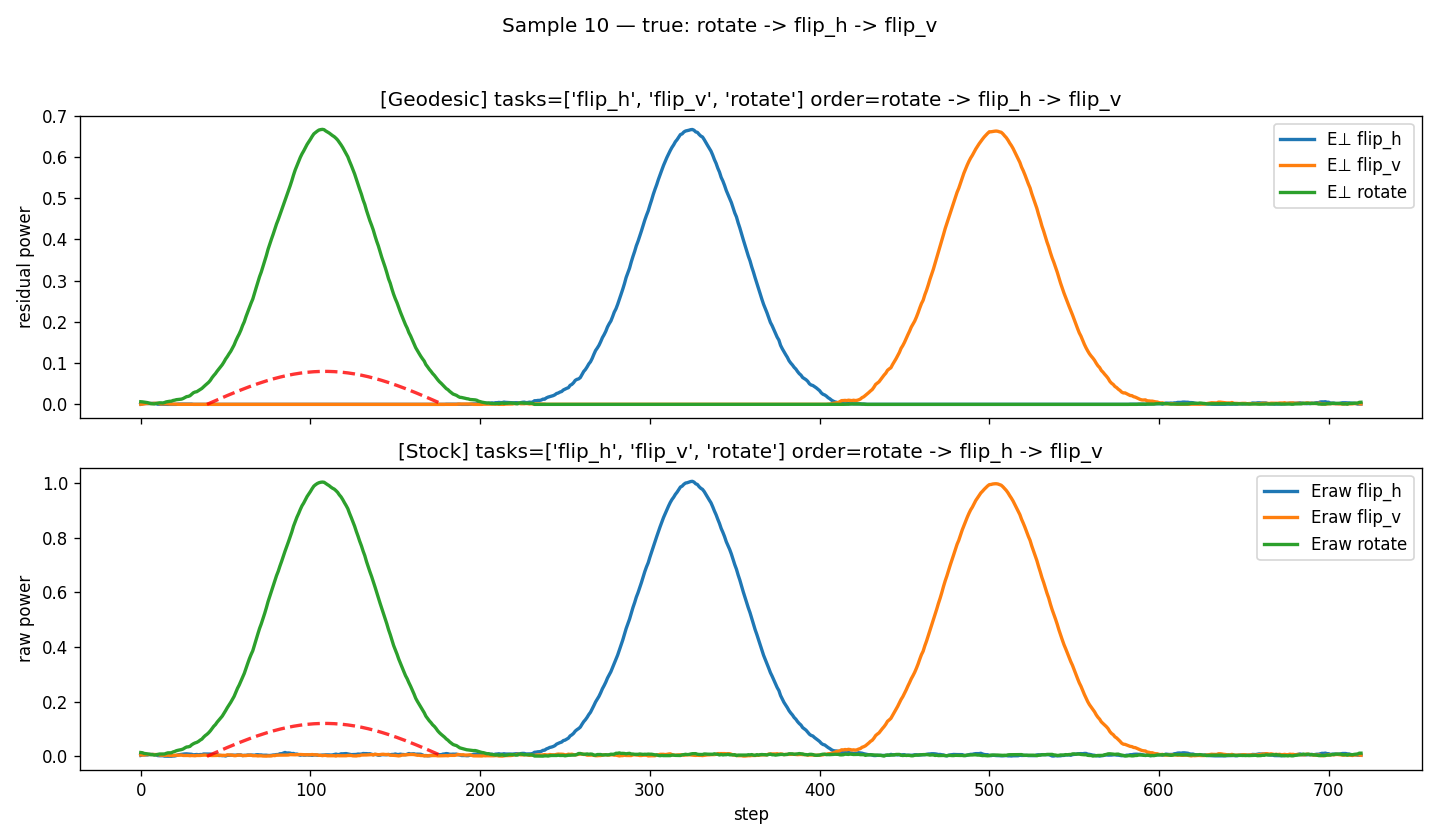 Sample 10 — true: rotate -> flip_h -> flip_v
[Geodesic] tasks=['flip_h', 'flip_v', 'rotate'] order=rotate -> flip_h -> flip_v
0.7
0.6
0.5
0.4
0.3
0.2
0.1
0.0
residual power
E⊥ flip_h
E⊥ flip_v
E⊥ rotate
[Stock] tasks=['flip_h', 'flip_v', 'rotate'] order=rotate -> flip_h -> flip_v
1.0
0.8
0.6
0.4
0.2
0.0
raw power
Eraw flip_h
Eraw flip_v
Eraw rotate
0 100 200 300 400 500 600 700
step